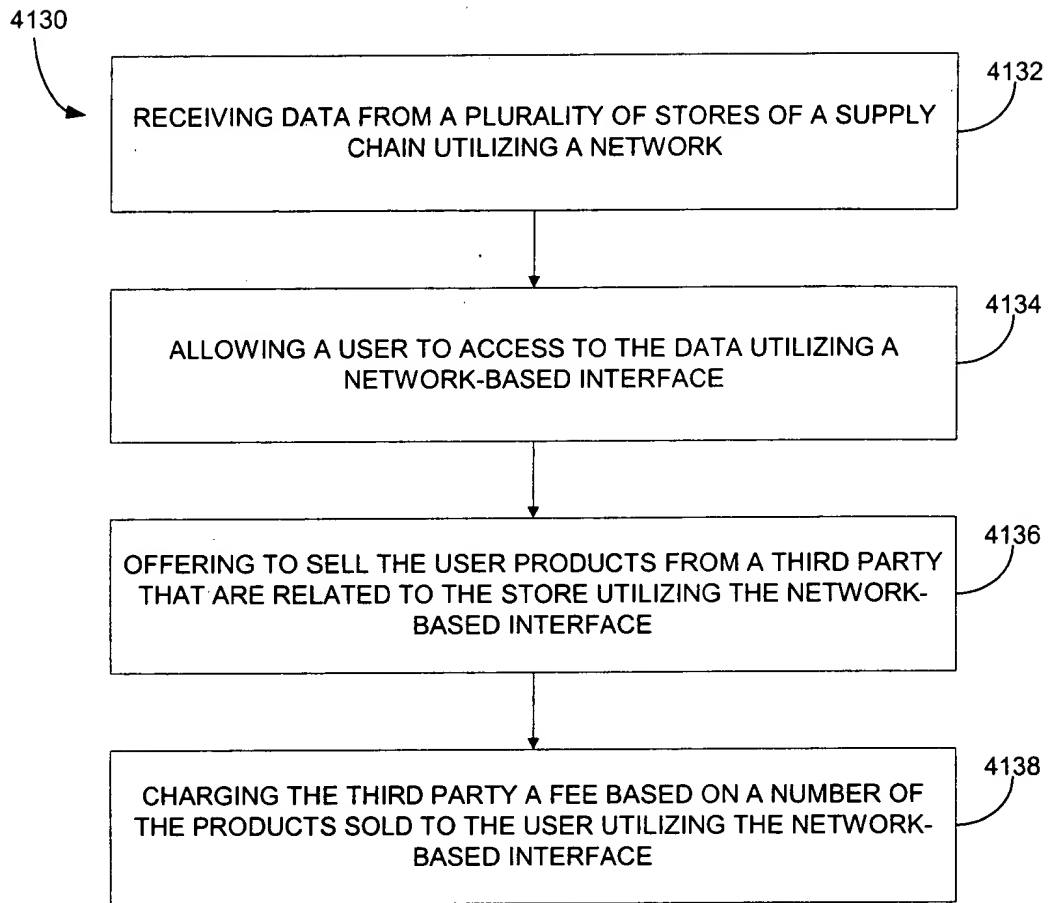 4130
4132
RECEIVING DATA FROM A PLURALITY OF STORES OF A SUPPLY
CHAIN UTILIZING A NETWORK
4134
ALLOWING A USER TO ACCESS TO THE DATA UTILIZING A
NETWORK-BASED INTERFACE
4136
OFFERING TO SELL THE USER PRODUCTS FROM A THIRD PARTY
THAT ARE RELATED TO THE STORE UTILIZING THE NETWORK-
BASED INTERFACE
4138
CHARGING THE THIRD PARTY A FEE BASED ON A NUMBER OF
THE PRODUCTS SOLD TO THE USER UTILIZING THE NETWORK-
BASED INTERFACE